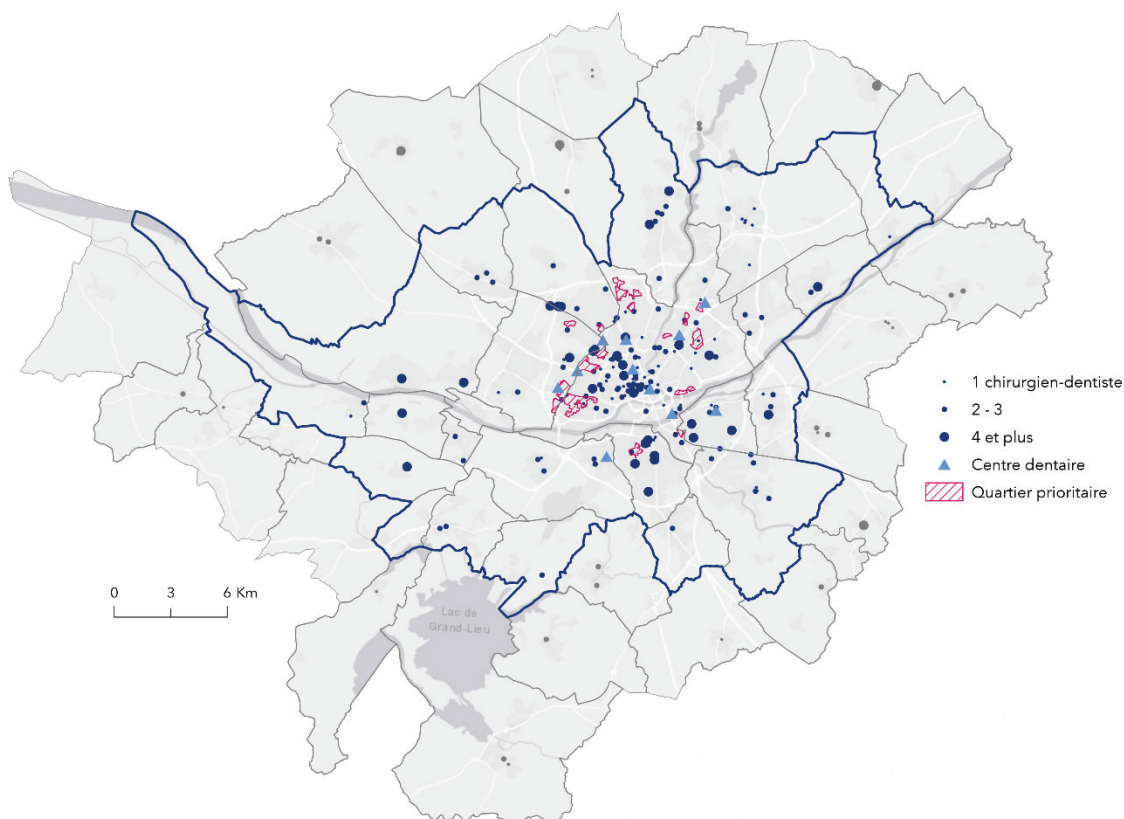 1 chirurgien-dentiste
2 - 3
4 et plus
Centre dentaire
Quartier prioritaire
0 3 6 Km
Lac de
Grand-Lieu